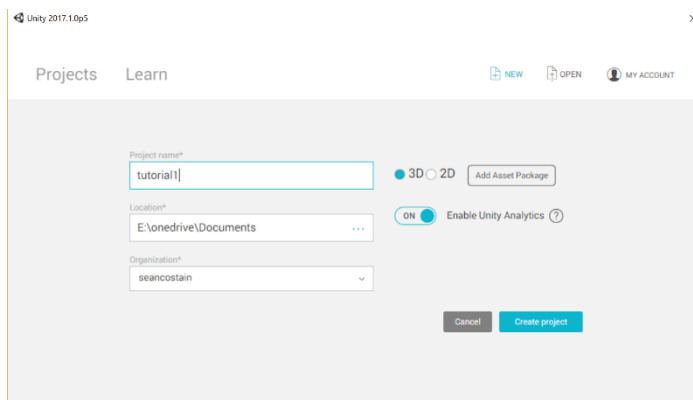 Unity 2017.1.0p5
Projects Learn NEW OPEN MY ACCOUNT
Project name*
tutorial1
3D 2D Add Asset Package
Location*
E:\onedrive\Documents ...
ON Enable Unity Analytics ?
Organization*
seancostain
Cancel Create project